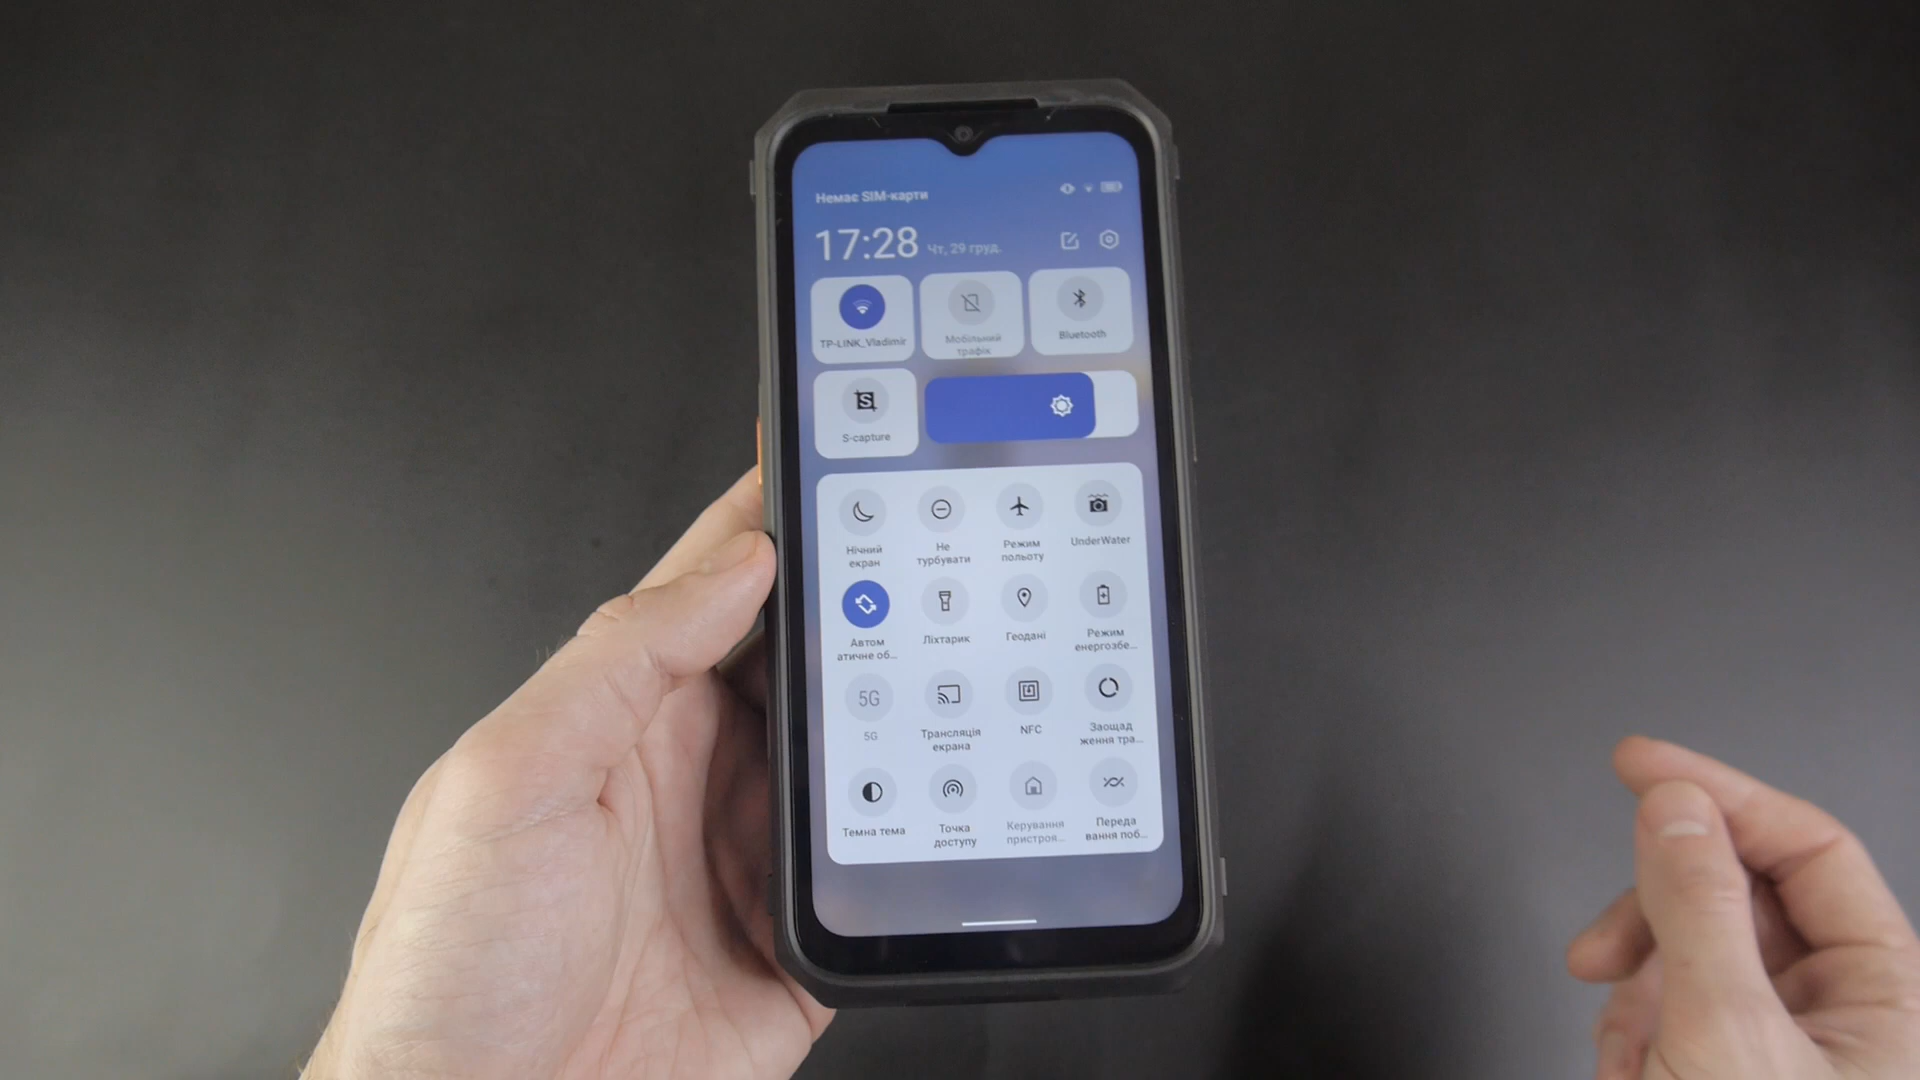 Немає SIM-карти
17:28 Чт, 29 груд.
TP-LINK_Vladimir
Мобільний
трафік
Bluetooth
S
S-capture
Нічний
екран
Не
турбувати
Режим
польоту
UnderWater
Автом
атичне об...
Ліхтарик
Геодані
Режим
енергозбе...
5G
5G
Трансляція
екрана
NFC
Заощад
ження тра...
Темна тема
Точка
доступу
Керування
пристроя...
Переда
вання поб...